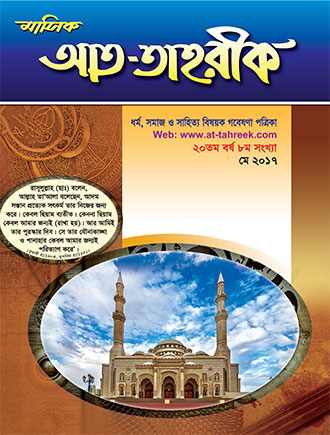 মাসিক
আত-তাহরীক
ধর্ম, সমাজ ও সাহিত্য বিষয়ক গবেষণা পত্রিকা
Web: www.at-tahreek.com
২০তম বর্ষ ৮ম সংখ্যা
মে ২০১৭
রাসূলুল্লাহ (ছাঃ) বলেন,
আল্লাহ তা‘আলা বলেছেন, আদম
সন্তান প্রত্যেক সৎকর্ম তার নিজের জন্য
করে। কেবল ছিয়াম ব্যতীত। কেননা ছিয়াম
কেবল আমার জন্যই (রাখা হয়)। আর আমিই
তার পুরস্কার দিব। সে তার যৌনাকাঙ্ক্ষা
ও পানাহার কেবল আমার জন্যই
পরিত্যাগ করে’।